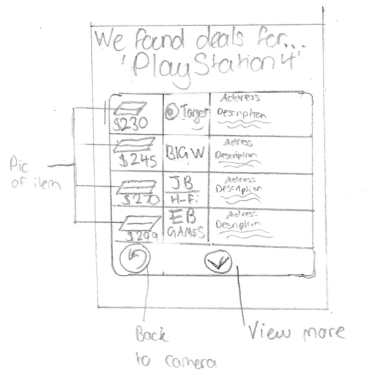 We found deals for...
'PlayStation 4'
$230
Target
Address
Description
$245
BIG W
Adress
Description
$270
JB
Hi-Fi
Adress
Description
$299
EB
GAMES
Adress
Description
Pic
of item
Back
to camera
View more